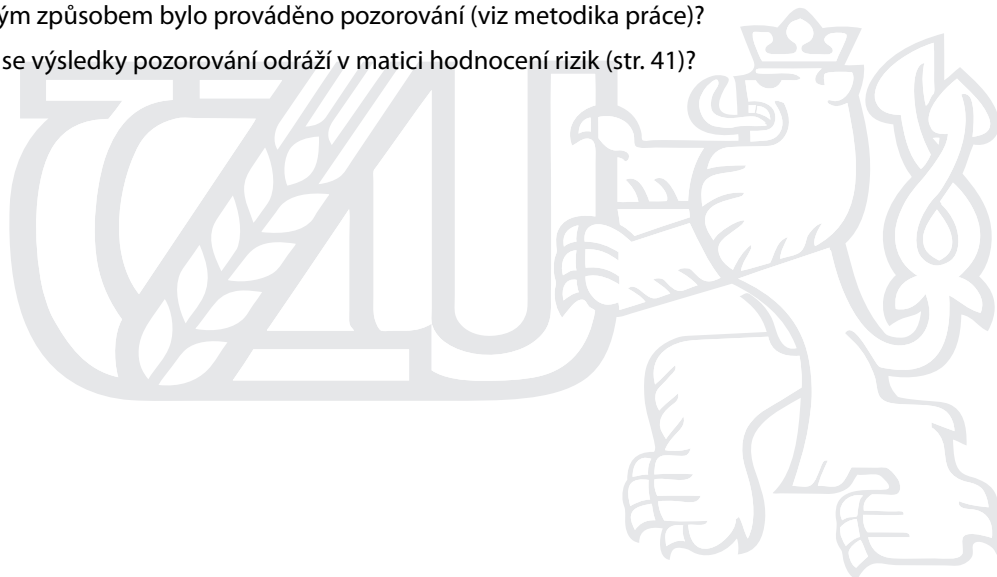 ým způsobem bylo prováděno pozorování (viz metodika práce)?
se výsledky pozorování odráží v matici hodnocení rizik (str. 41)?
ČZU